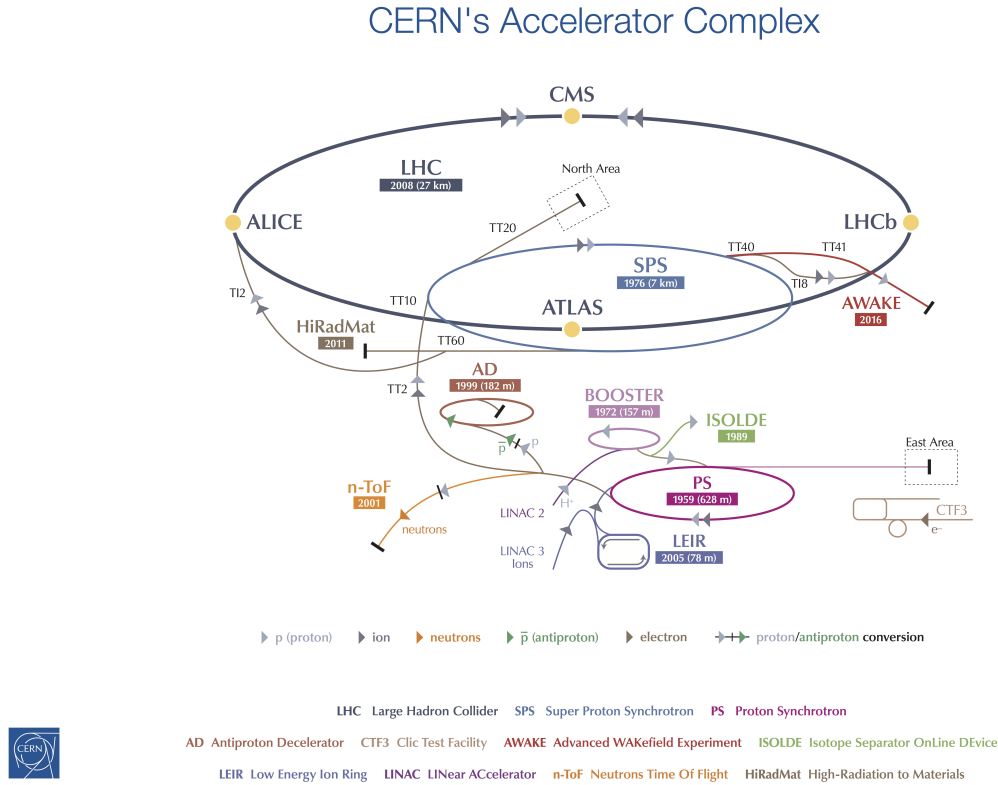 CERN's Accelerator Complex
CMS
LHC
2008 (27 km)
North Area
ALICE
LHCb
TT20
TT40
TT41
SPS
1976 (7 km)
TI8
TI2
TT10
ATLAS
AWAKE
2016
HiRadMat
2011
TT60
AD
1999 (182 m)
TT2
BOOSTER
1972 (157 m)
ISOLDE
1989
p
p̅
East Area
n-ToF
2001
PS
1959 (628 m)
LINAC 2
H⁺
neutrons
CTF3
e⁻
LINAC 3
Ions
LEIR
2005 (78 m)
p (proton) ion neutrons p̅ (antiproton) electron proton/antiproton conversion
LHC Large Hadron Collider SPS Super Proton Synchrotron PS Proton Synchrotron
AD Antiproton Decelerator CTF3 Clic Test Facility AWAKE Advanced WAKefield Experiment ISOLDE Isotope Separator OnLine DEvice
CERN
LEIR Low Energy Ion Ring LINAC LINear ACcelerator n-ToF Neutrons Time Of Flight HiRadMat High-Radiation to Materials